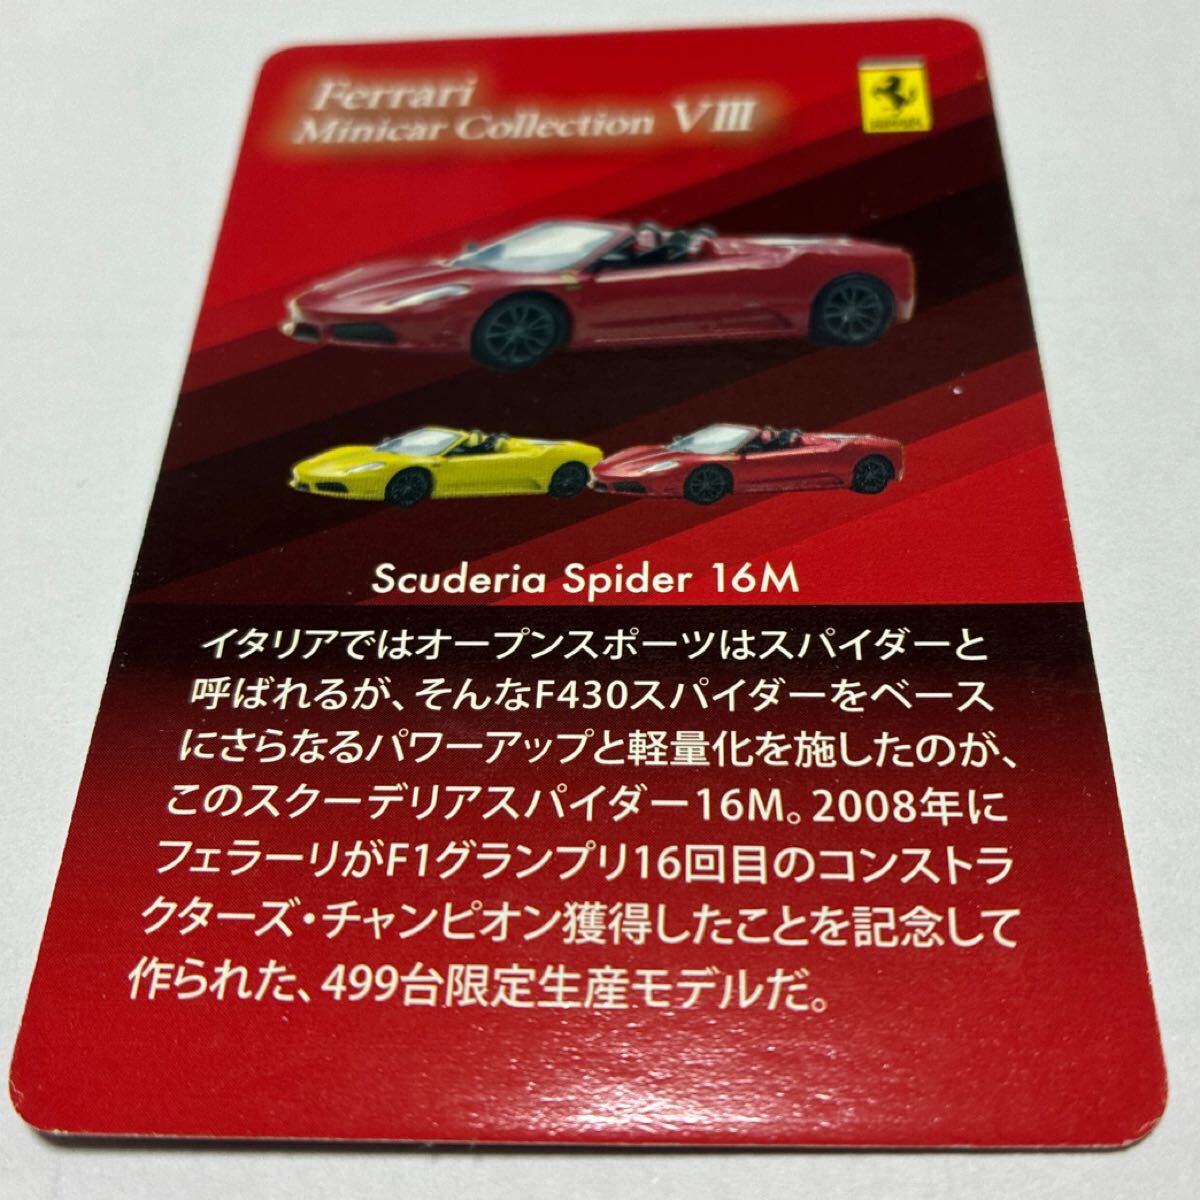 Ferrari
Minicar Collection VIII
Scuderia Spider 16M
イタリアではオープンスポーツはスパイダーと
呼ばれるが、そんなF430スパイダーをベース
にさらなるパワーアップと軽量化を施したのが、
このスクーデリアスパイダー16M。2008年に
フェラーリがF1グランプリ16回目のコンストラ
クターズ・チャンピオン獲得したことを記念して
作られた、499台限定生産モデルだ。